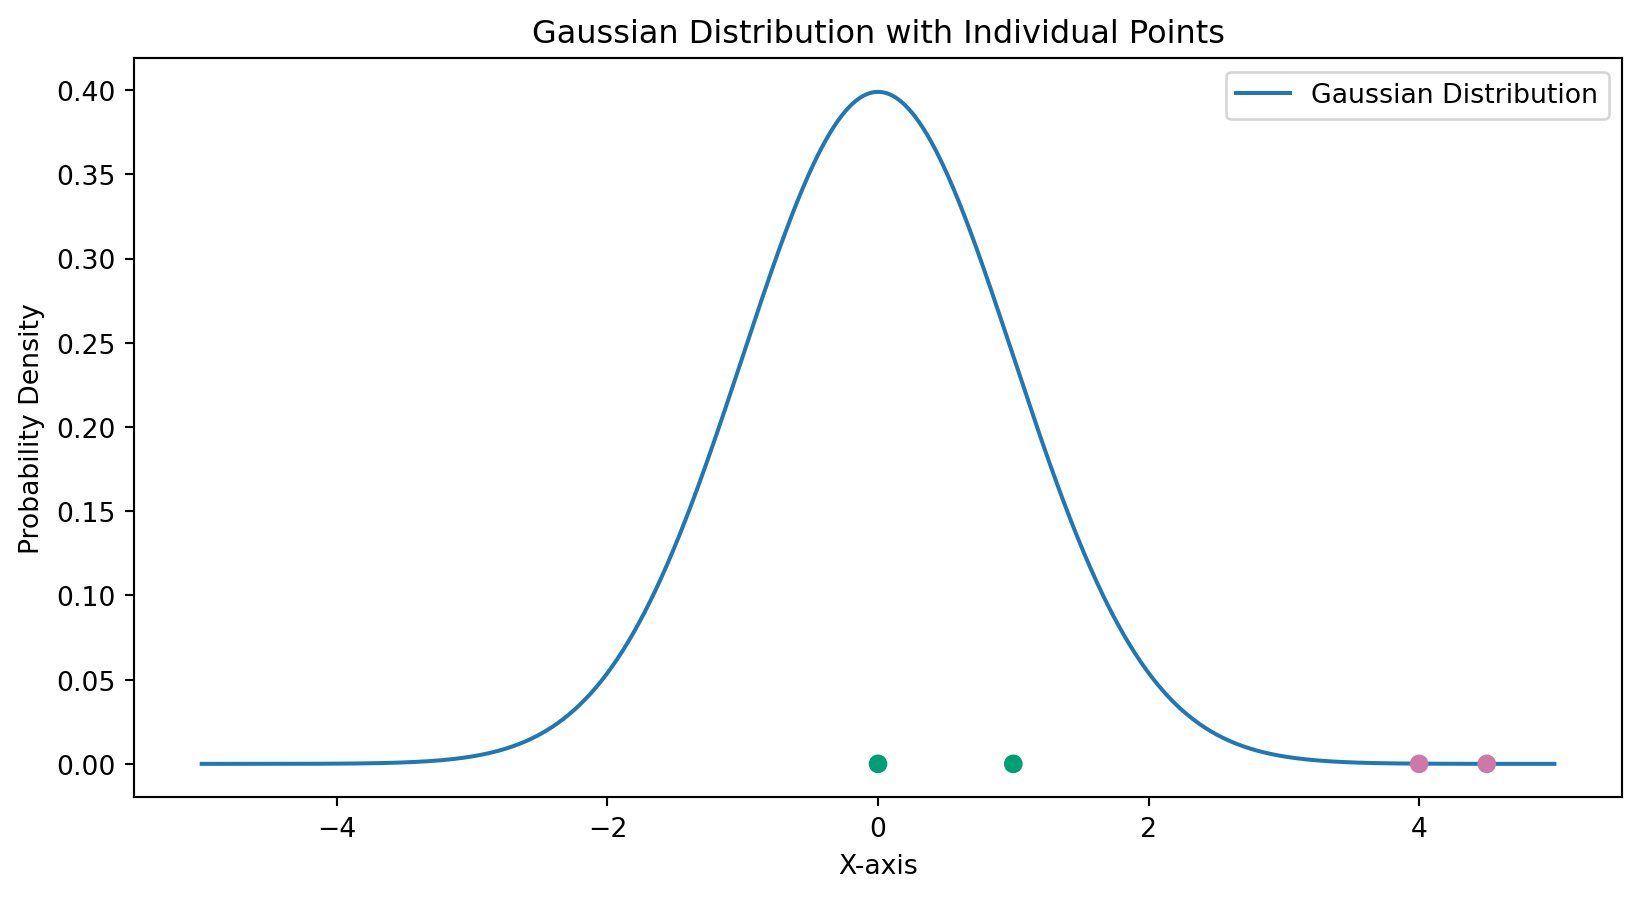 Gaussian Distribution with Individual Points
Gaussian Distribution
Probability Density
0.40
0.35
0.30
0.25
0.20
0.15
0.10
0.05
0.00
−4 −2 0 2 4
X-axis